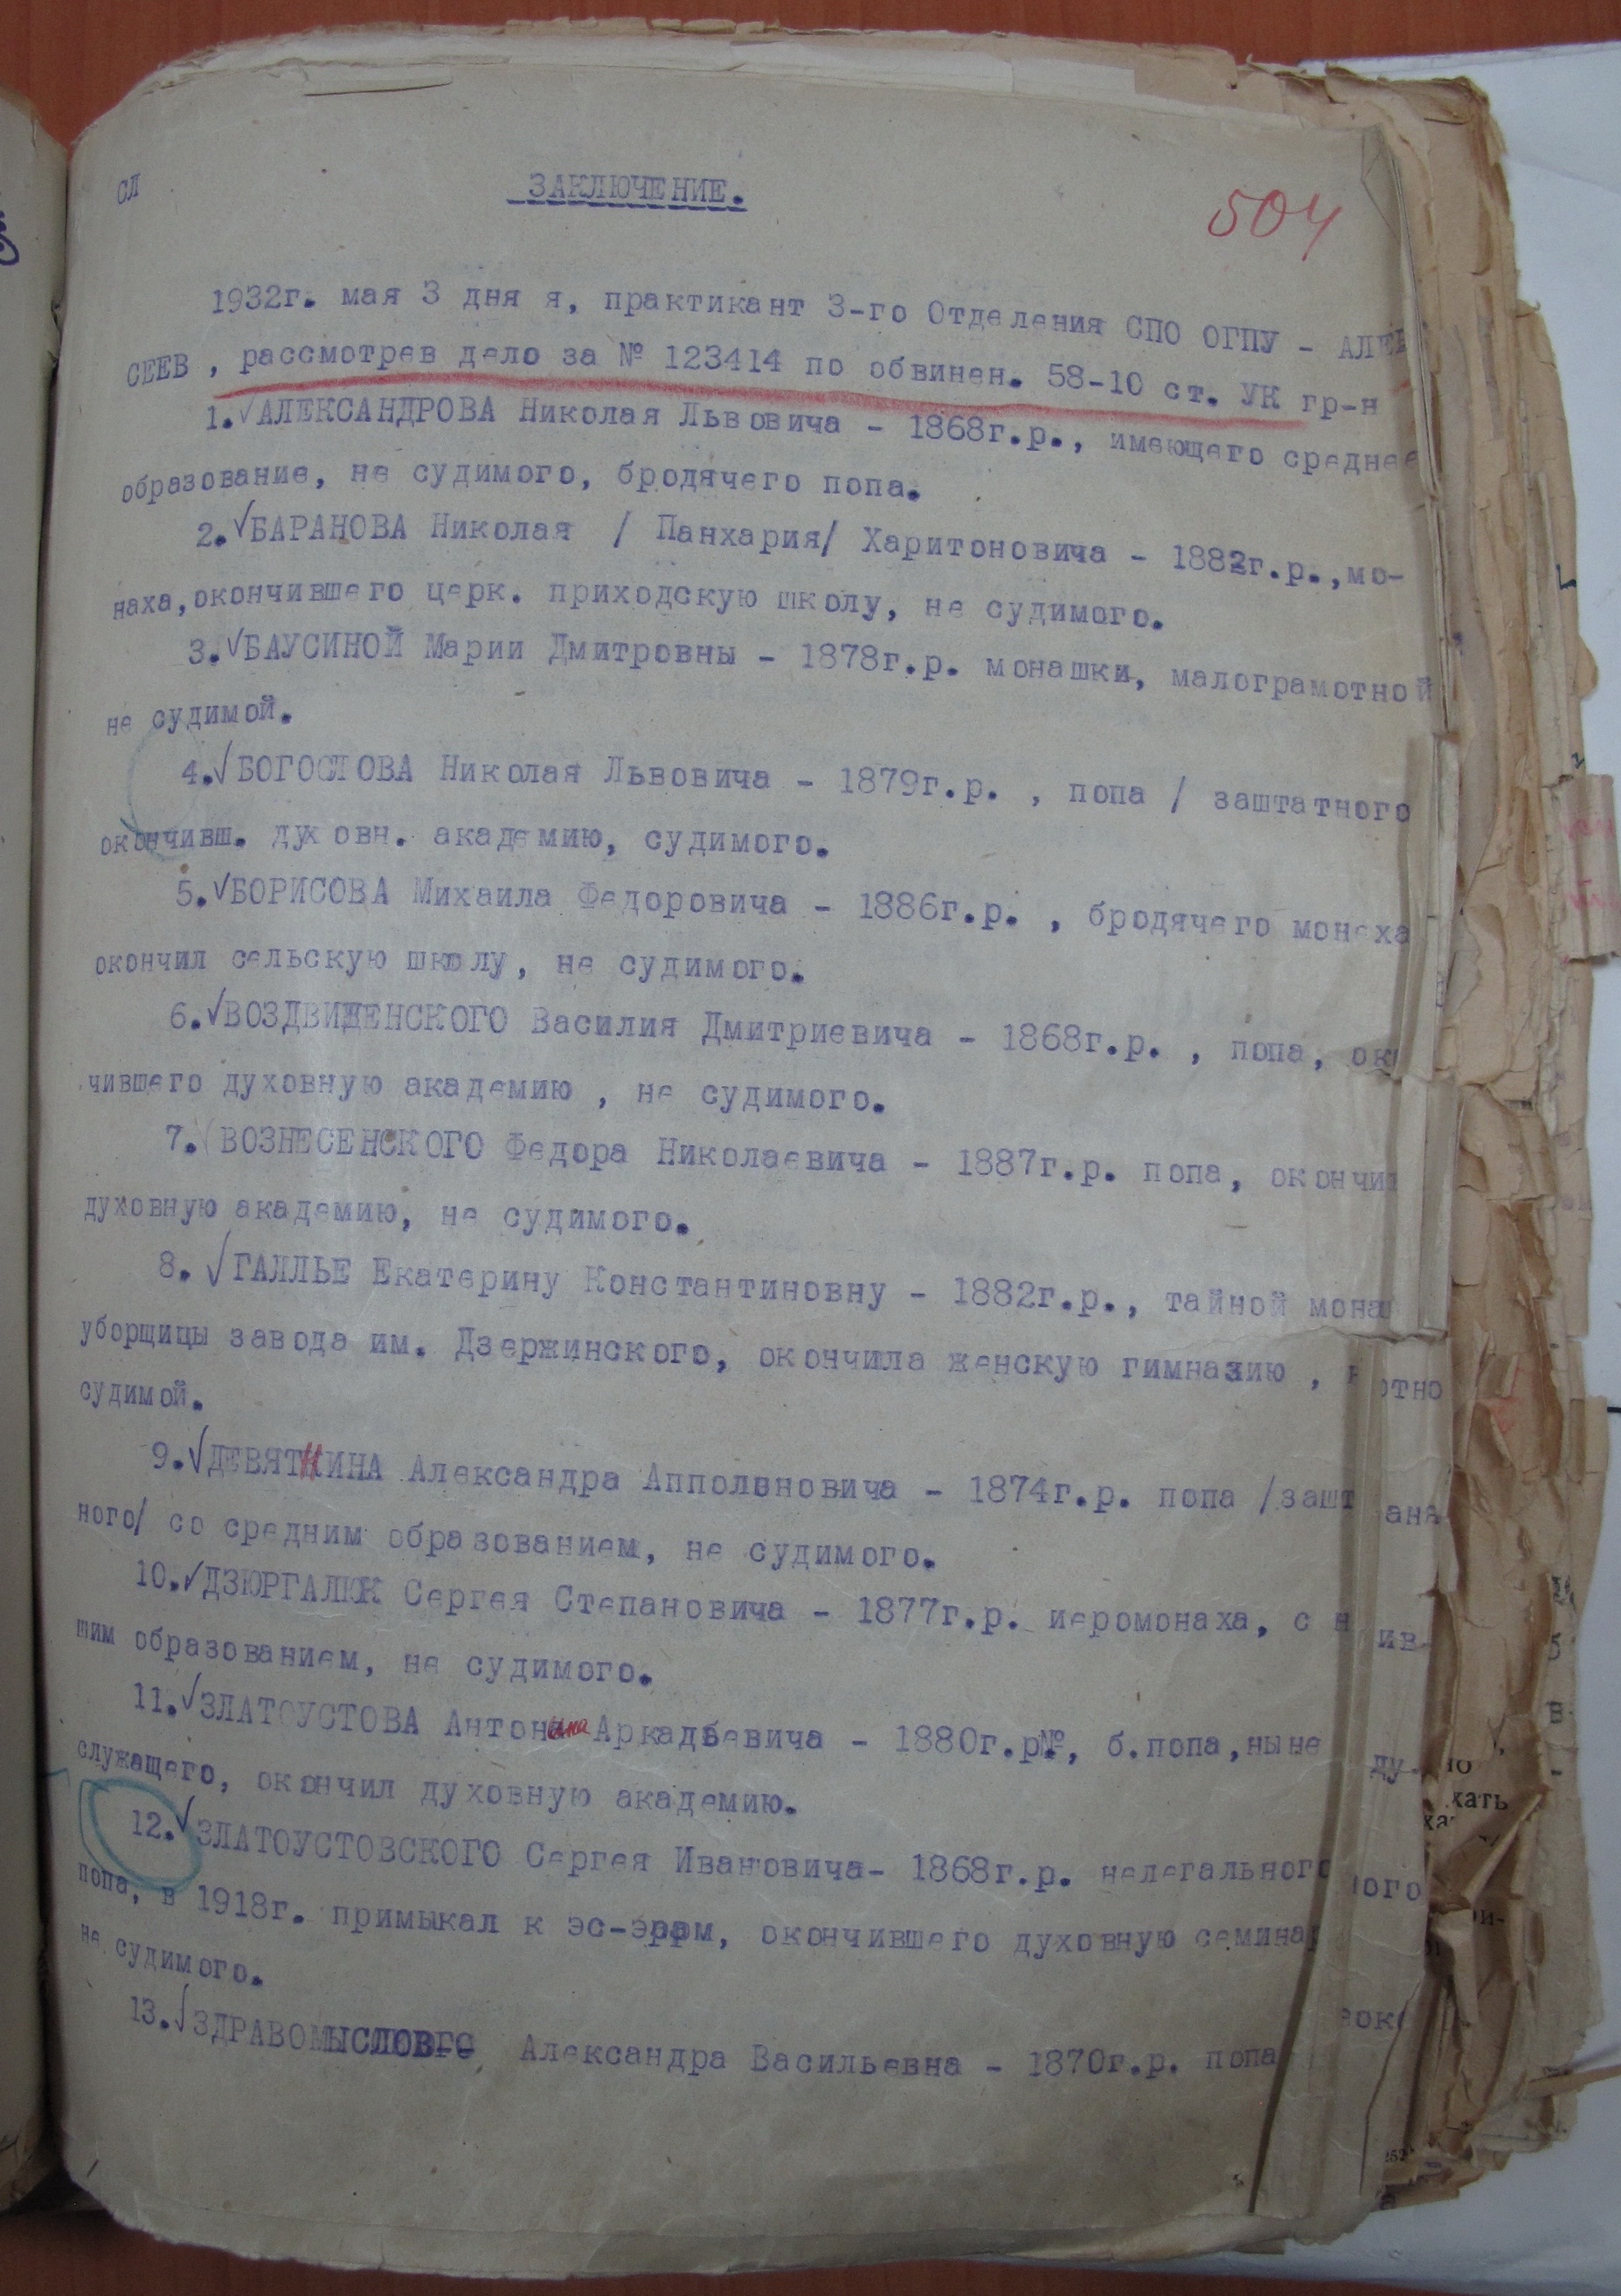 СЛ
ЗАКЛЮЧЕНИЕ.
504
1932г. мая 3 дня я, практикант 3-го Отделения СПО ОГПУ -
СЕЕВ , рассмотрев дело за № 123414 по обвинен. 58-10 ст. УК гр-н
1.√АЛЕКСАНДРОВА Николая Львовича - 1868г.р., имеющего среднее
образование, не судимого, бродячего попа.
2.√БАРАНОВА Николая / Панхария/ Харитоновича - 1882г.р.,мо-
наха,окончившего церк. приходскую школу, не судимого.
3.√БАУСИНОЙ Марии Дмитровны - 1878г.р. монашки, малограмотной
не судимой.
4.√БОГОСЛОВА Николая Львовича - 1879г.р. , попа / заштатного
окончивш. духовн. академию, судимого.
5.√БОРИСОВА Михаила Федоровича - 1886г.р. , бродячего монаха
окончил сельскую школу, не судимого.
6.√ВОЗДВИЖЕНСКОГО Василия Дмитриевича - 1868г.р. , попа, ок
чившего духовную академию , не судимого.
7. ВОЗНЕСЕНСКОГО Федора Николаевича - 1887г.р. попа, окончи
духовную академию, не судимого.
8. √ГАЛЛЬЕ Екатерину Константиновну - 1882г.р., тайной мона
уборщицы завода им. Дзержинского, окончила женскую гимназию ,
судимой.
9.√ДЕВЯТНИНА Александра Апполоновича - 1874г.р. попа /зашт
ного/ со средним образованием, не судимого.
10.√ДЗЮРГАЛЮК Сергея Степановича - 1877г.р. иеромонаха, с н
шим образованием, не судимого.
11.√ЗЛАТОУСТОВА Антонина Аркадьевича - 1880г.р№, б.попа,ныне
служащего, окончил духовную академию.
12.√ЗЛАТОУСТОВСКОГО Сергея Ивановича- 1868г.р. нелегального
попа, в 1918г. примыкал к эс-эрам, окончившего духовную семинар
не судимого.
13.√ЗДРАВОМЫСЛОВГО Александра Васильевна - 1870г.р. попа